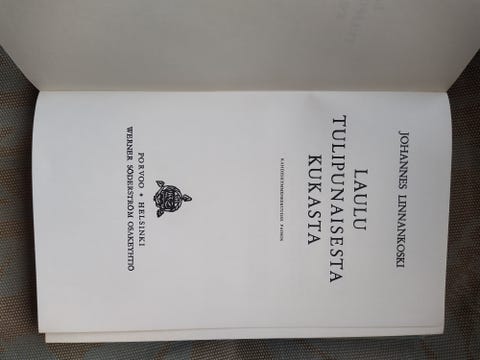 JOHANNES LINNANKOSKI
LAULU
TULIPUNAISESTA
KUKASTA
PORVOO • HELSINKI
WERNER SÖDERSTRÖM OSAKEYHTIÖ